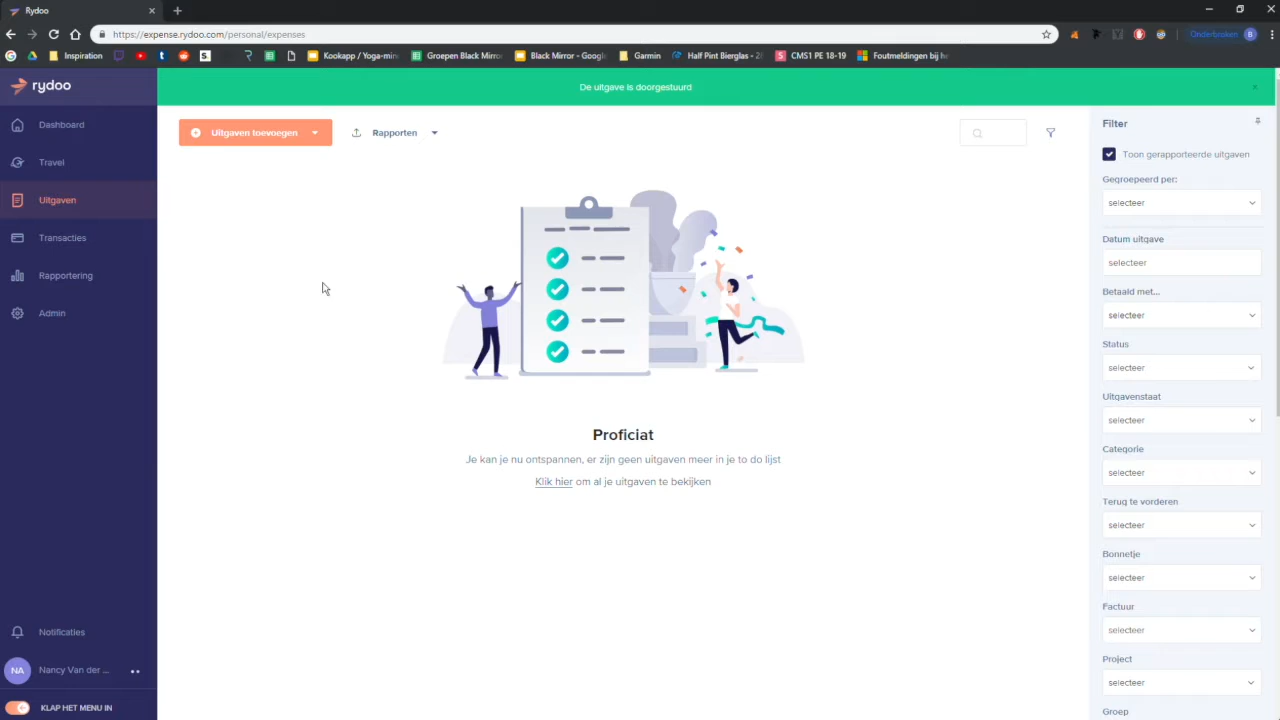 Rydoo
https://expense.rydoo.com/personal/expenses
Onderbroken
B
Inspiration
Kookapp / Yoga-min
Groepen Black Mirror
Black Mirror - Google
Garmin
Half Pint Bierglas - 2
CMS1 PE 18-19
Foutmeldingen bij he
rydoo
De uitgave is doorgestuurd
Dashboard
Travel
Uitgaven
Transacties
Rapportering
Admin
Notificaties
NA
Nancy Van der ...
KLAP HET MENU IN
Uitgaven toevoegen
Rapporten
Proficiat
Je kan je nu ontspannen, er zijn geen uitgaven meer in je to do lijst
Klik hier om al je uitgaven te bekijken
Filter
Toon gerapporteerde uitgaven
Gegroepeerd per:
selecteer
Datum uitgave
selecteer
Betaald met...
selecteer
Status
selecteer
Uitgavenstaat
selecteer
Categorie
selecteer
Terug te vorderen
selecteer
Bonnetje
selecteer
Factuur
selecteer
Project
selecteer
Groep